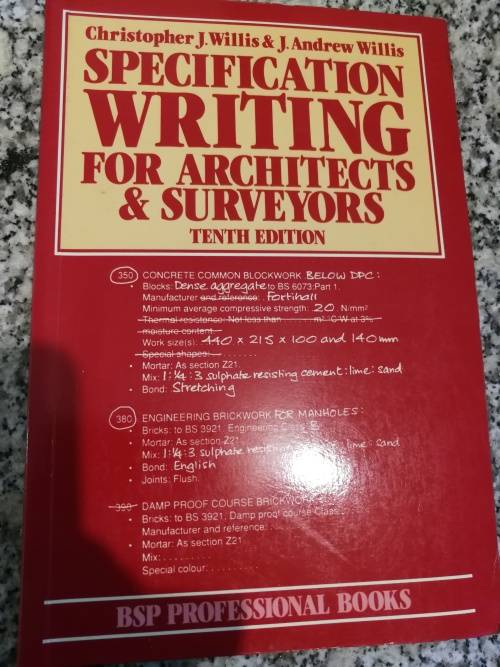 Christopher J. Willis & J. Andrew Willis
SPECIFICATION
WRITING
FOR ARCHITECTS
& SURVEYORS
TENTH EDITION
350 CONCRETE COMMON BLOCKWORK BELOW DPC:
• Blocks: Dense aggregate to BS 6073:Part 1.
Manufacturer and reference: . Fortihall
Minimum average compressive strength: 20 . N/mm²
Thermal resistance: Not less than ....... m² °C/W at 3%
moisture content.
Work size(s): 440 x 215 x 100 and 140mm
Special shapes: ........
• Mortar: As section Z21.
Mix: 1:¼:3 sulphate resisting cement:lime:sand
• Bond: Stretching
380 ENGINEERING BRICKWORK FOR MANHOLES:
• Bricks: to BS 3921, Engineering Class B
• Mortar: As section Z21.
Mix: 1:¼:3 sulphate lime: sand
• Bond: English
• Joints: Flush.
390 DAMP PROOF COURSE BRICKWORK
• Bricks: to BS 3921, Damp proof course Class
Manufacturer and reference: .....
• Mortar: As section Z21.
Mix: ........
Special colour: .........
BSP PROFESSIONAL BOOKS